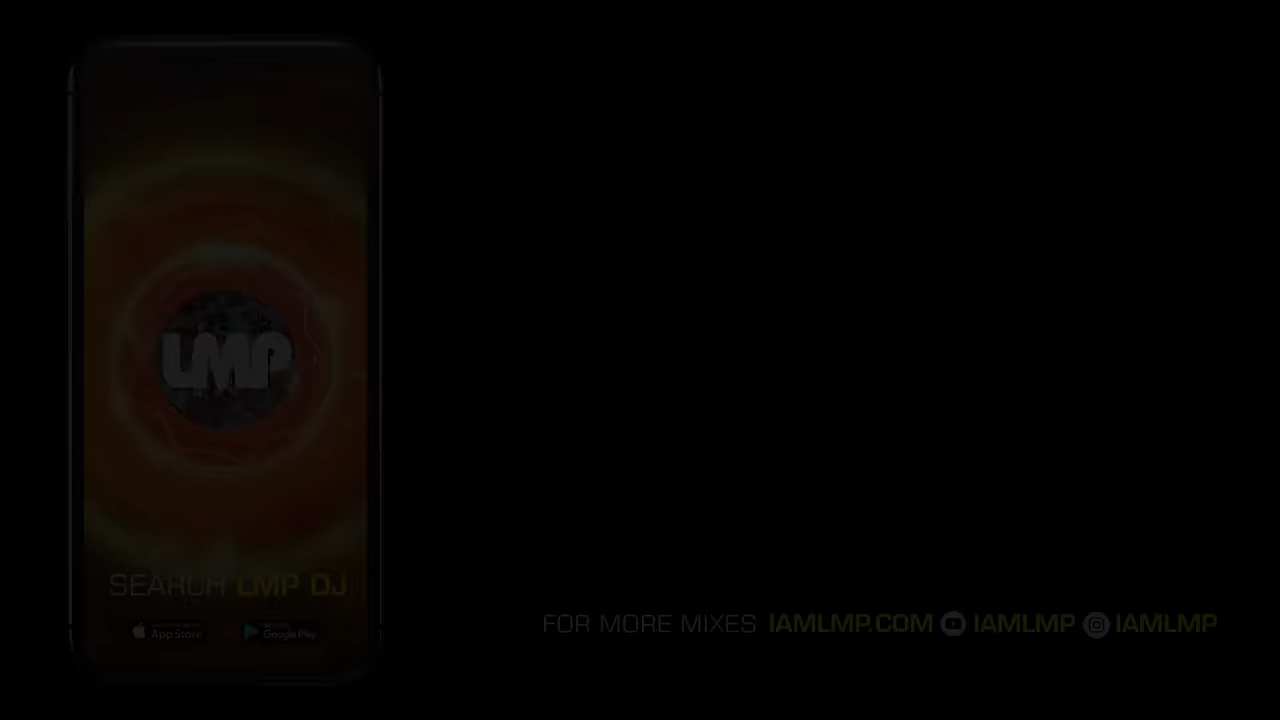 LMP
SEARCH LMP DJ
App Store
Google Play
FOR MORE MIXES IAMLMP.COM IAMLMP IAMLMP